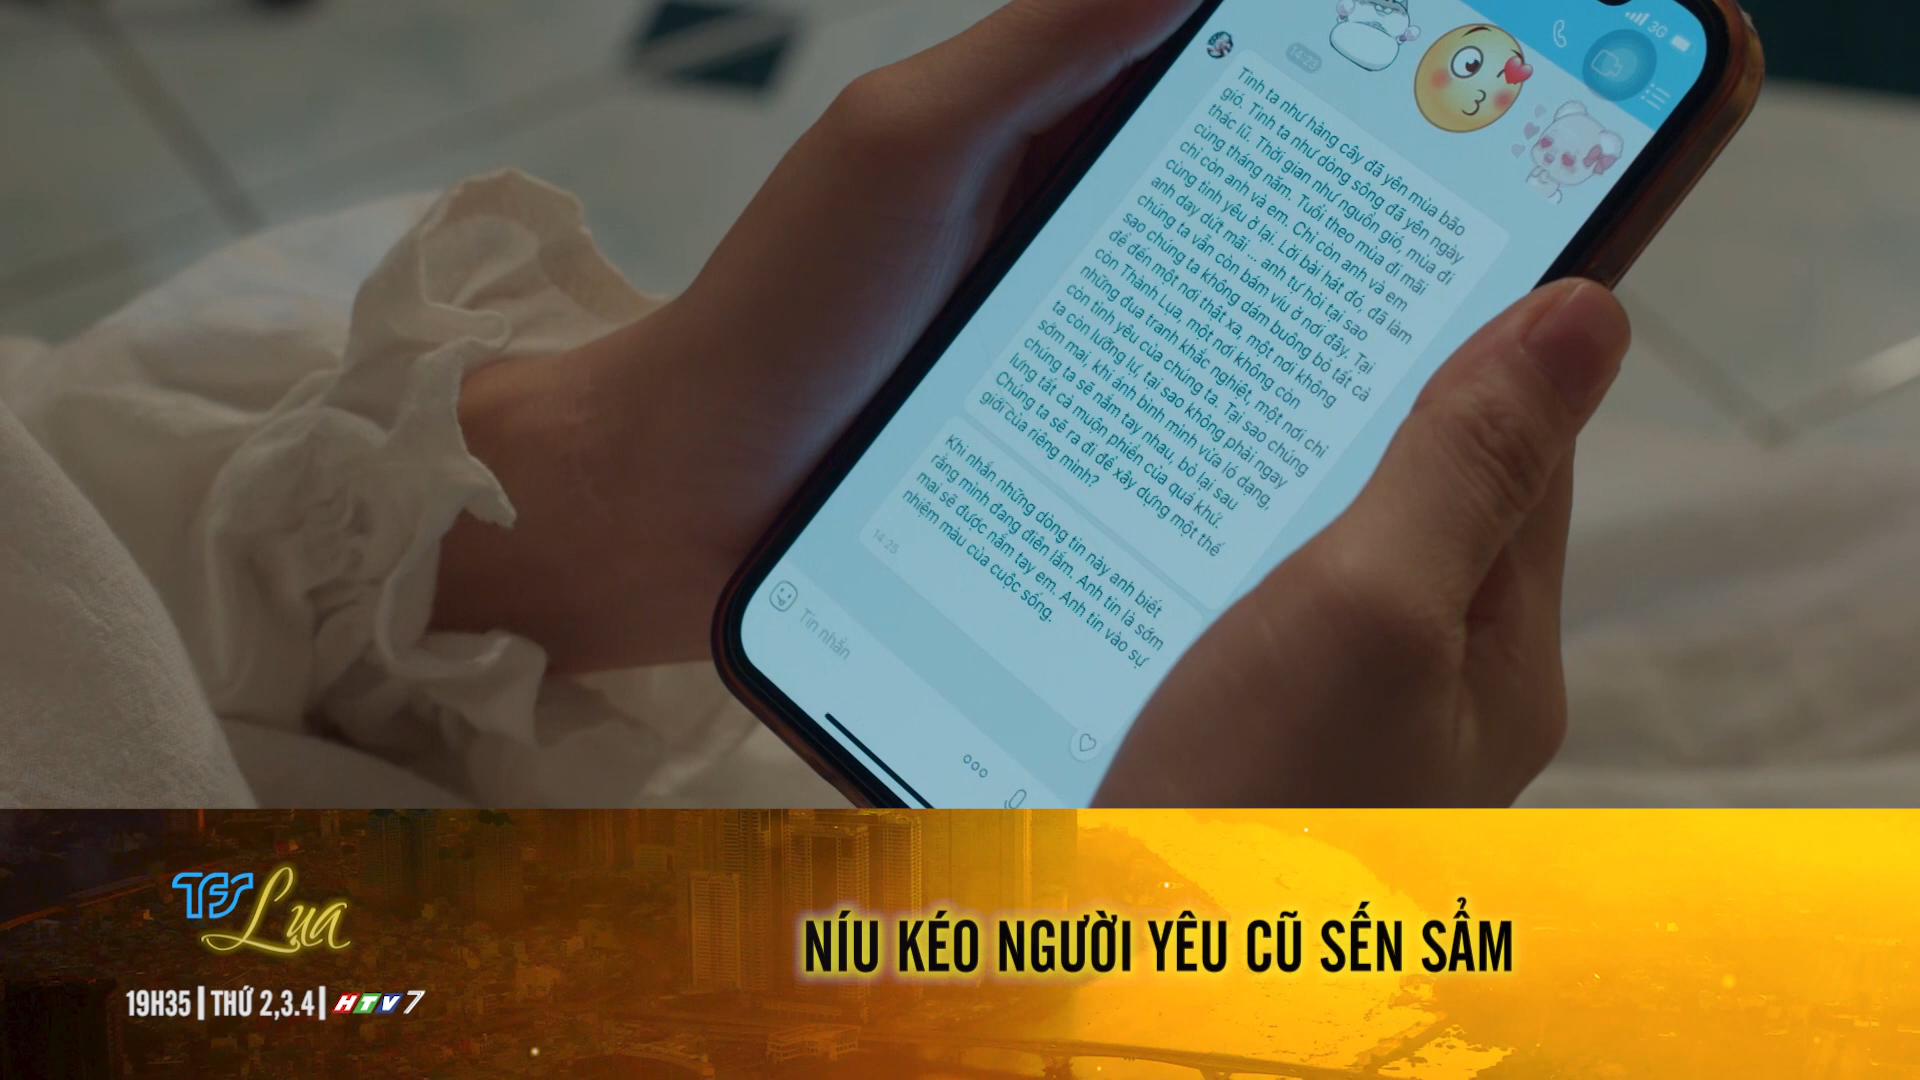 3G
14:23
Tình ta như hàng cây đã yên mùa bão
gió. Tình ta như dòng sông đã yên ngày
thác lũ. Thời gian như nguồn gió, mùa đi
cùng tháng năm. Tuổi theo mùa đi mãi
chỉ còn anh và em. Chỉ còn anh và em
cùng tình yêu ở lại. Lời bài hát đó, đã làm
anh day dứt mãi ... anh tự hỏi tại sao
chúng ta vẫn còn bám víu ở nơi đây. Tại
sao chúng ta không dám buông bỏ tất cả
để đến một nơi thật xa, một nơi không
còn Thành Lụa, một nơi không còn
những đua tranh khắc nghiệt, một nơi chỉ
còn tình yêu của chúng ta. Tại sao chúng
ta còn lưỡng lự, tại sao không phải ngay
sớm mai, khi ánh bình minh vừa ló dạng,
chúng ta sẽ nắm tay nhau, bỏ lại sau
lưng tất cả muộn phiền của quá khứ.
Chúng ta sẽ ra đi để xây dựng một thế
giới của riêng mình?
Khi nhắn những dòng tin này anh biết
rằng mình đang điên lắm. Anh tin là sớm
mai sẽ được nắm tay em. Anh tin vào sự
nhiệm màu của cuộc sống.
14:25
Tin nhắn
TFS
Lụa
NÍU KÉO NGƯỜI YÊU CŨ SẾN SẨM
19H35 | THỨ 2,3.4 | HTV7